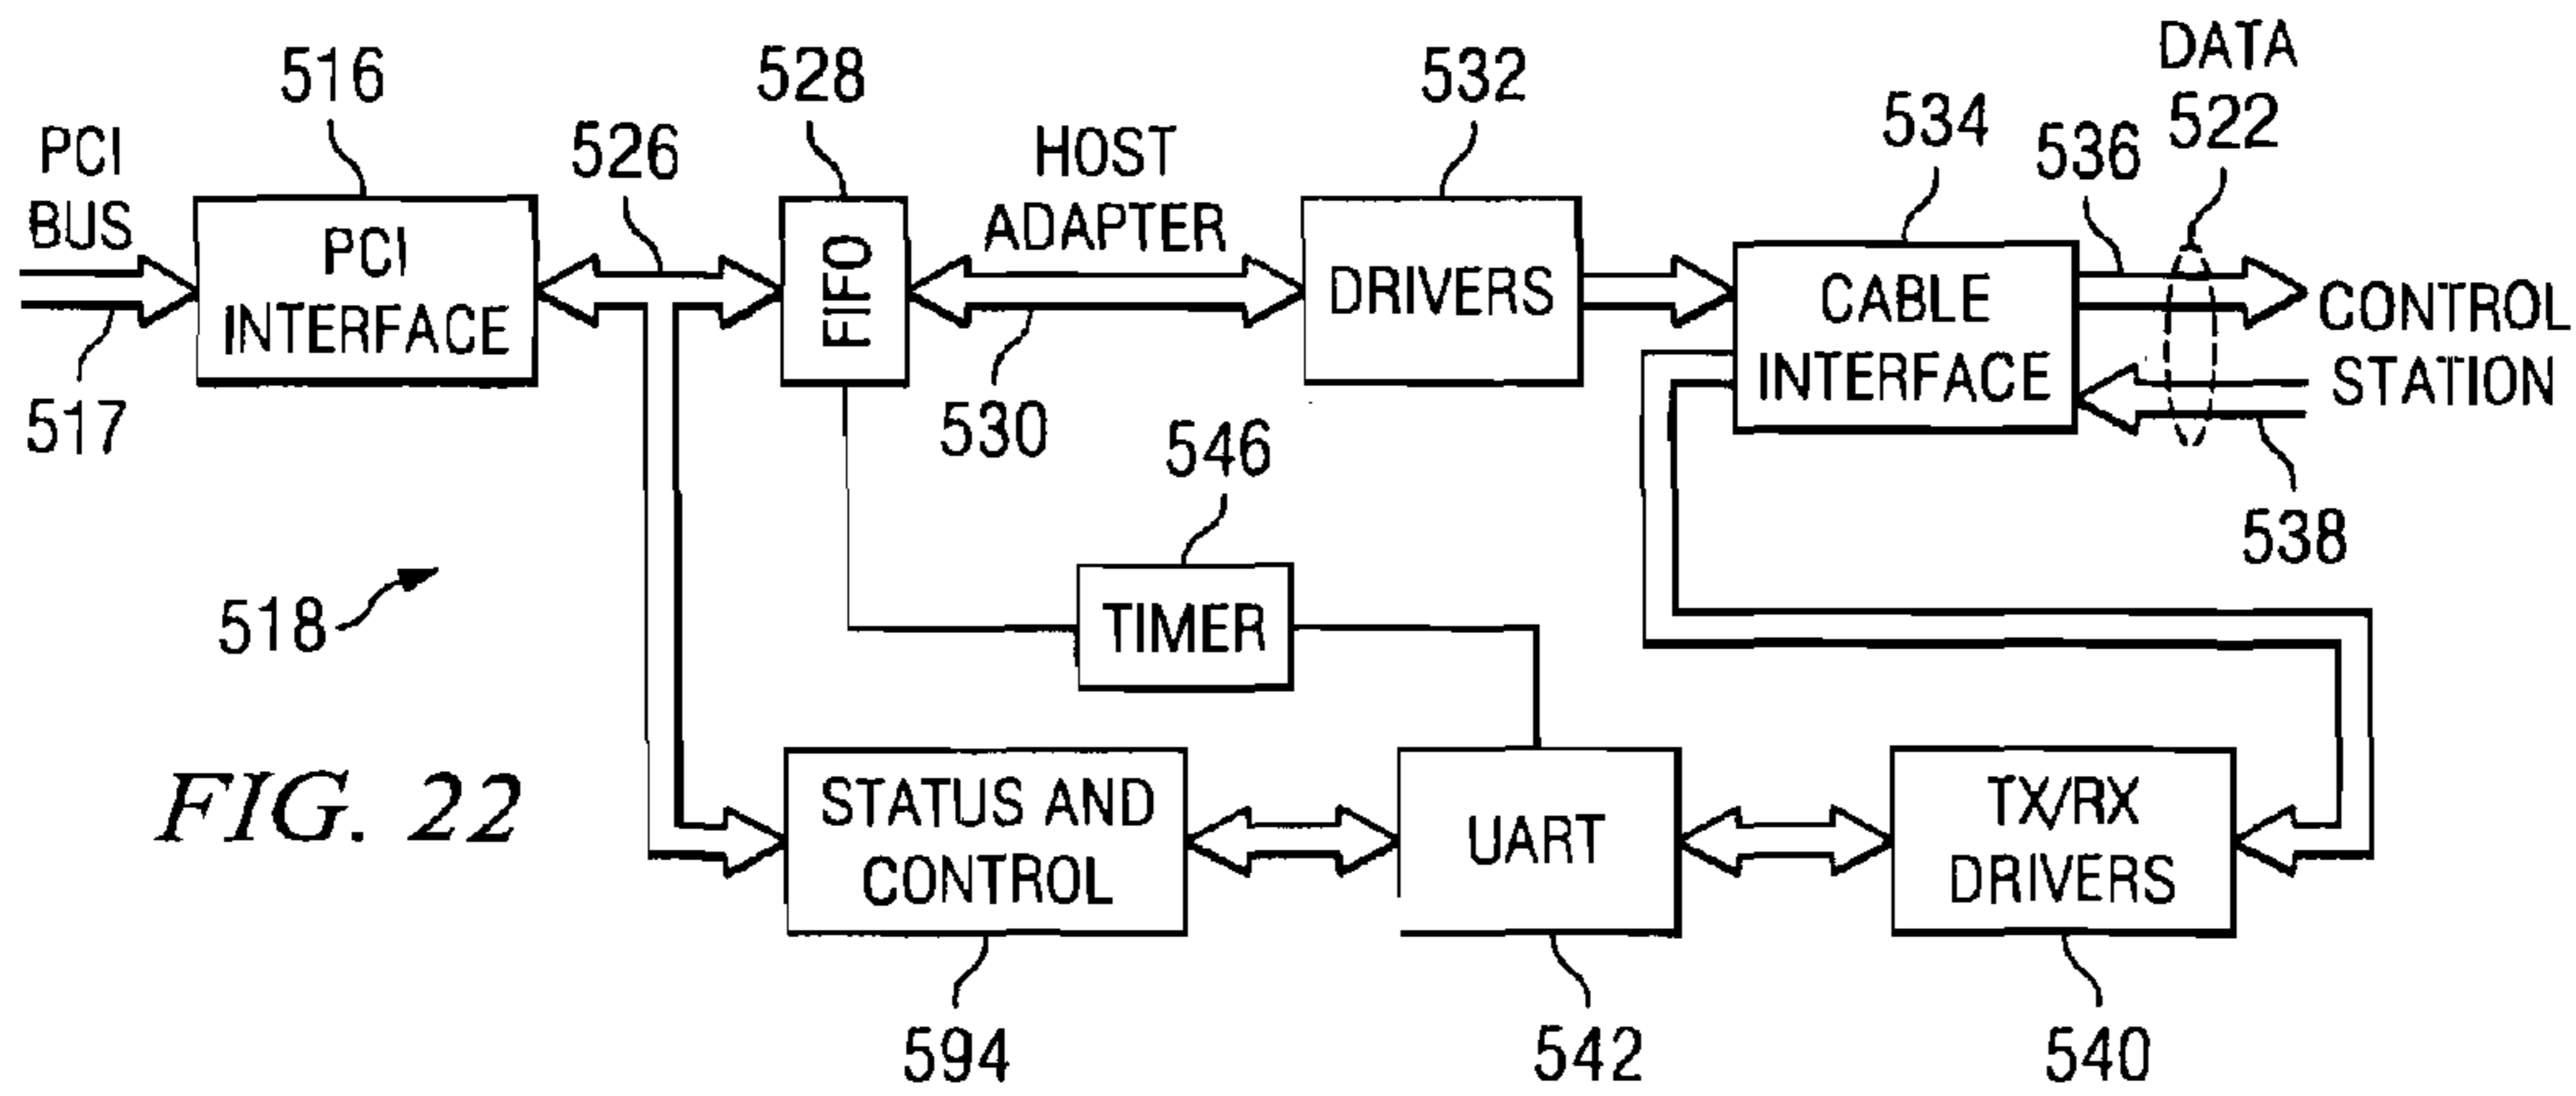 DATA
516
528
532
534
536
522
PCI
BUS
526
HOST
ADAPTER
PCI
INTERFACE
FIFO
DRIVERS
CABLE
INTERFACE
CONTROL
STATION
517
530
546
538
518
TIMER
FIG. 22
STATUS AND
CONTROL
UART
TX/RX
DRIVERS
594
542
540